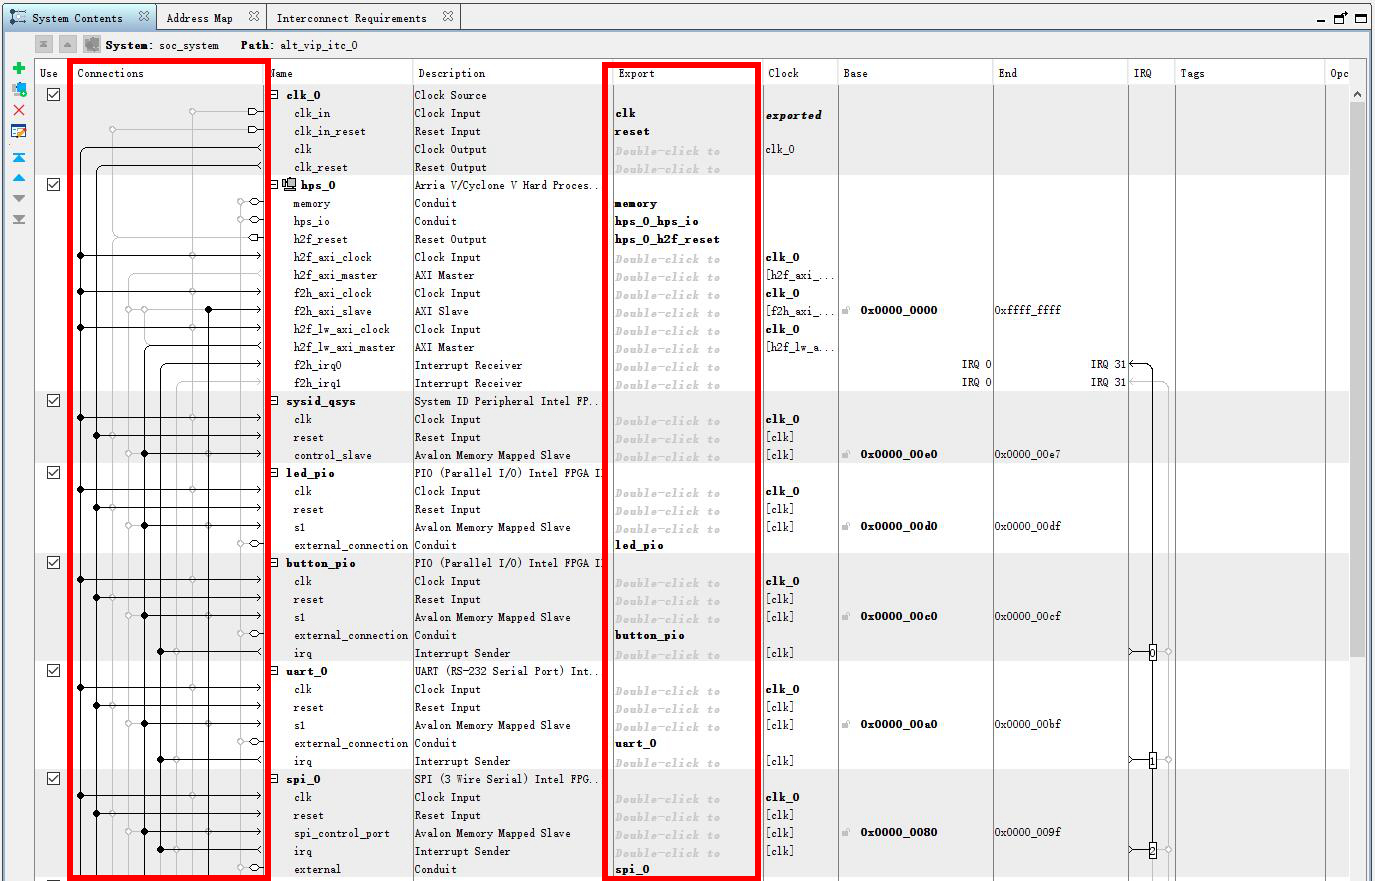 System Contents Address Map Interconnect Requirements
System: soc_system Path: alt_vip_itc_0
Use Connections Name Description Export Clock Base End IRQ Tags Opc
clk_0 Clock Source
clk_in Clock Input clk exported
clk_in_reset Reset Input reset
clk Clock Output Double-click to clk_0
clk_reset Reset Output Double-click to
hps_0 Arria V/Cyclone V Hard Proces...
memory Conduit memory
hps_io Conduit hps_0_hps_io
h2f_reset Reset Output hps_0_h2f_reset
h2f_axi_clock Clock Input Double-click to clk_0
h2f_axi_master AXI Master Double-click to [h2f_axi_...
f2h_axi_clock Clock Input Double-click to clk_0
f2h_axi_slave AXI Slave Double-click to [f2h_axi_... 0x0000_0000 0xffff_ffff
h2f_lw_axi_clock Clock Input Double-click to clk_0
h2f_lw_axi_master AXI Master Double-click to [h2f_lw_a...
f2h_irq0 Interrupt Receiver Double-click to IRQ 0 IRQ 31
f2h_irq1 Interrupt Receiver Double-click to IRQ 0 IRQ 31
sysid_qsys System ID Peripheral Intel FP...
clk Clock Input Double-click to clk_0
reset Reset Input Double-click to [clk]
control_slave Avalon Memory Mapped Slave Double-click to [clk] 0x0000_00e0 0x0000_00e7
led_pio PIO (Parallel I/O) Intel FPGA I
clk Clock Input Double-click to clk_0
reset Reset Input Double-click to [clk]
s1 Avalon Memory Mapped Slave Double-click to [clk] 0x0000_00d0 0x0000_00df
external_connection Conduit led_pio
button_pio PIO (Parallel I/O) Intel FPGA I
clk Clock Input Double-click to clk_0
reset Reset Input Double-click to [clk]
s1 Avalon Memory Mapped Slave Double-click to [clk] 0x0000_00c0 0x0000_00cf
external_connection Conduit button_pio
irq Interrupt Sender Double-click to [clk] 0
uart_0 UART (RS-232 Serial Port) Int...
clk Clock Input Double-click to clk_0
reset Reset Input Double-click to [clk]
s1 Avalon Memory Mapped Slave Double-click to [clk] 0x0000_00a0 0x0000_00bf
external_connection Conduit uart_0
irq Interrupt Sender Double-click to [clk] 1
spi_0 SPI (3 Wire Serial) Intel FPG...
clk Clock Input Double-click to clk_0
reset Reset Input Double-click to [clk]
spi_control_port Avalon Memory Mapped Slave Double-click to [clk] 0x0000_0080 0x0000_009f
irq Interrupt Sender Double-click to [clk] 2
external Conduit spi_0